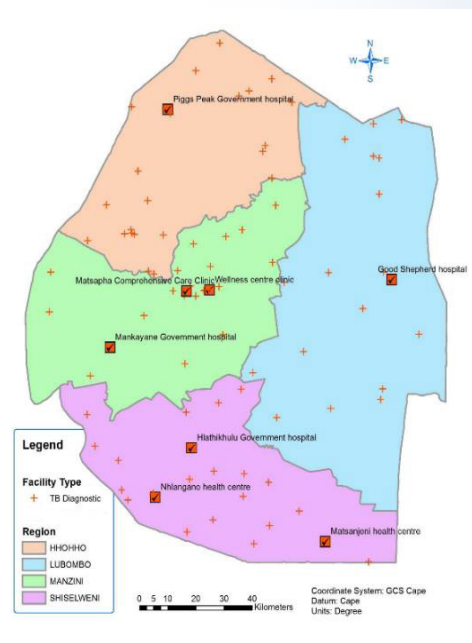 N
W E
S
Piggs Peak Government hospital
Good Shepherd hospital
Matsapha Comprehensive Care Clinic
Wellness centre clinic
Mankayane Government hospital
Hlathikhulu Government hospital
Nhlangano health centre
Matsanjeni health centre
Legend
Facility Type
TB Diagnostic
Region
HHOHHO
LUBOMBO
MANZINI
SHISELWENI
0 5 10 20 30 40
Kilometers
Coordinate System: GCS Cape
Datum: Cape
Units: Degree